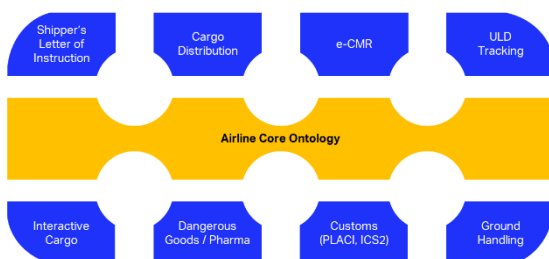 Shipper's
Letter of
Instruction
Cargo
Distribution
e-CMR
ULD
Tracking
Airline Core Ontology
Interactive
Cargo
Dangerous
Goods / Pharma
Customs
(PLACI, ICS2)
Ground
Handling